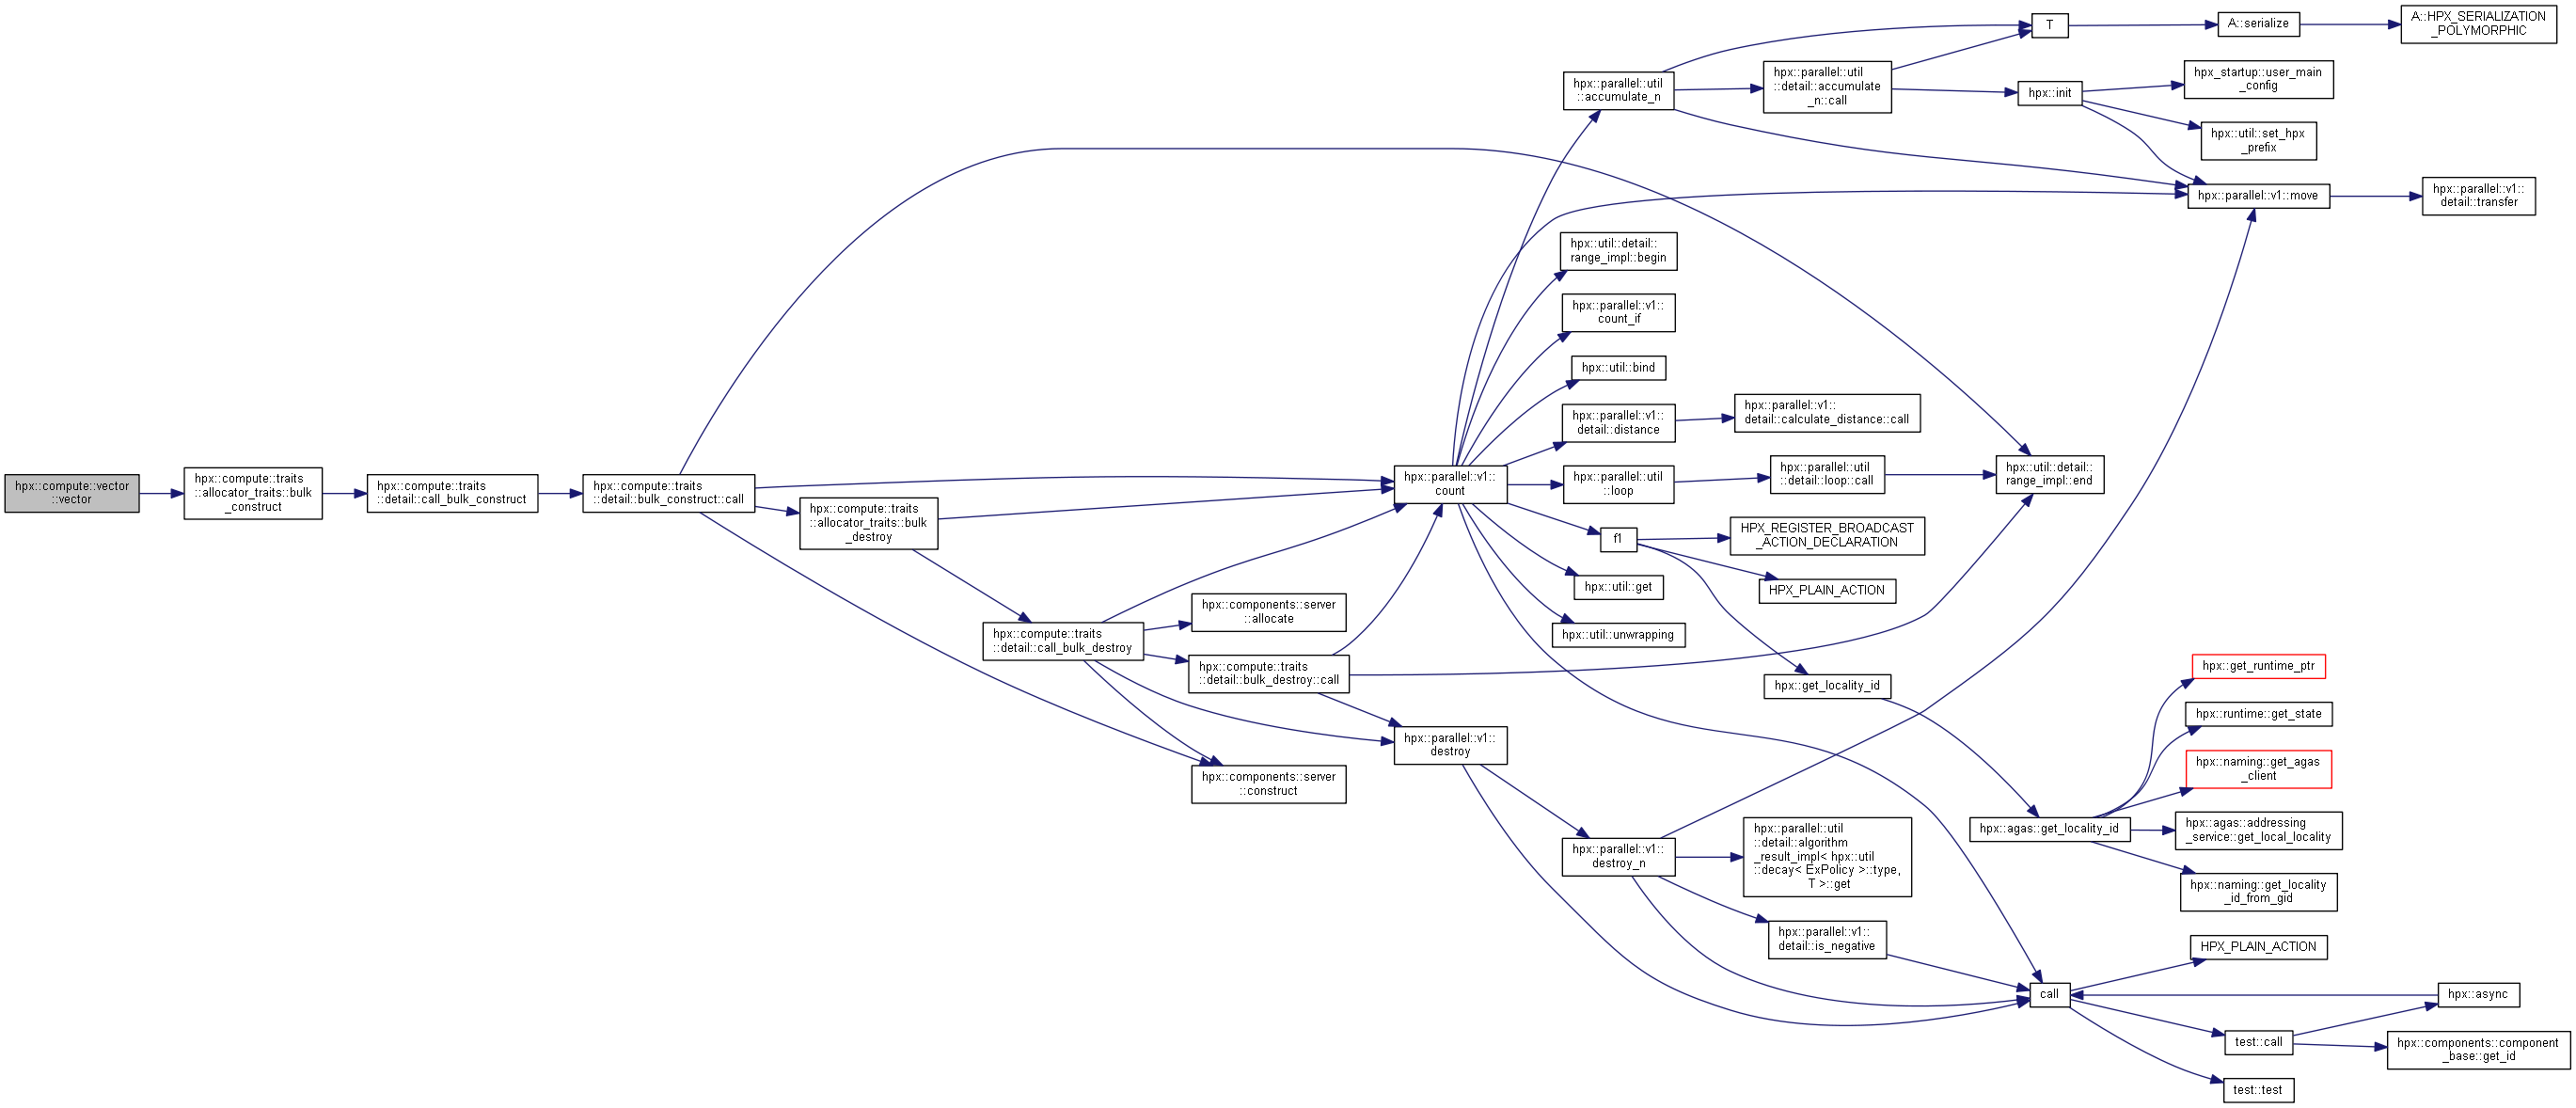 hpx::compute::vector
::vector
hpx::compute::traits
::allocator_traits::bulk
_construct
hpx::compute::traits
::detail::call_bulk_construct
hpx::compute::traits
::detail::bulk_construct::call
hpx::compute::traits
::allocator_traits::bulk
_destroy
hpx::compute::traits
::detail::call_bulk_destroy
hpx::components::server
::allocate
hpx::compute::traits
::detail::bulk_destroy::call
hpx::components::server
::construct
hpx::parallel::v1::
count
hpx::parallel::v1::
destroy
hpx::parallel::util
::accumulate_n
hpx::util::detail::
range_impl::begin
hpx::parallel::v1::
count_if
hpx::util::bind
hpx::parallel::v1::
detail::distance
hpx::parallel::util
::loop
f1
hpx::util::get
hpx::util::unwrapping
hpx::parallel::v1::
destroy_n
hpx::parallel::util
::detail::accumulate
_n::call
hpx::parallel::v1::
detail::calculate_distance::call
hpx::parallel::util
::detail::loop::call
HPX_REGISTER_BROADCAST
_ACTION_DECLARATION
HPX_PLAIN_ACTION
hpx::get_locality_id
hpx::parallel::util
::detail::algorithm
_result_impl< hpx::util
::decay< ExPolicy >::type,
T >::get
hpx::parallel::v1::
detail::is_negative
T
hpx::init
hpx::util::detail::
range_impl::end
hpx::agas::get_locality_id
call
A::serialize
hpx_startup::user_main
_config
hpx::util::set_hpx
_prefix
hpx::parallel::v1::move
hpx::get_runtime_ptr
hpx::runtime::get_state
hpx::naming::get_agas
_client
hpx::agas::addressing
_service::get_local_locality
hpx::naming::get_locality
_id_from_gid
HPX_PLAIN_ACTION
test::call
test::test
A::HPX_SERIALIZATION
_POLYMORPHIC
hpx::parallel::v1::
detail::transfer
hpx::async
hpx::components::component
_base::get_id